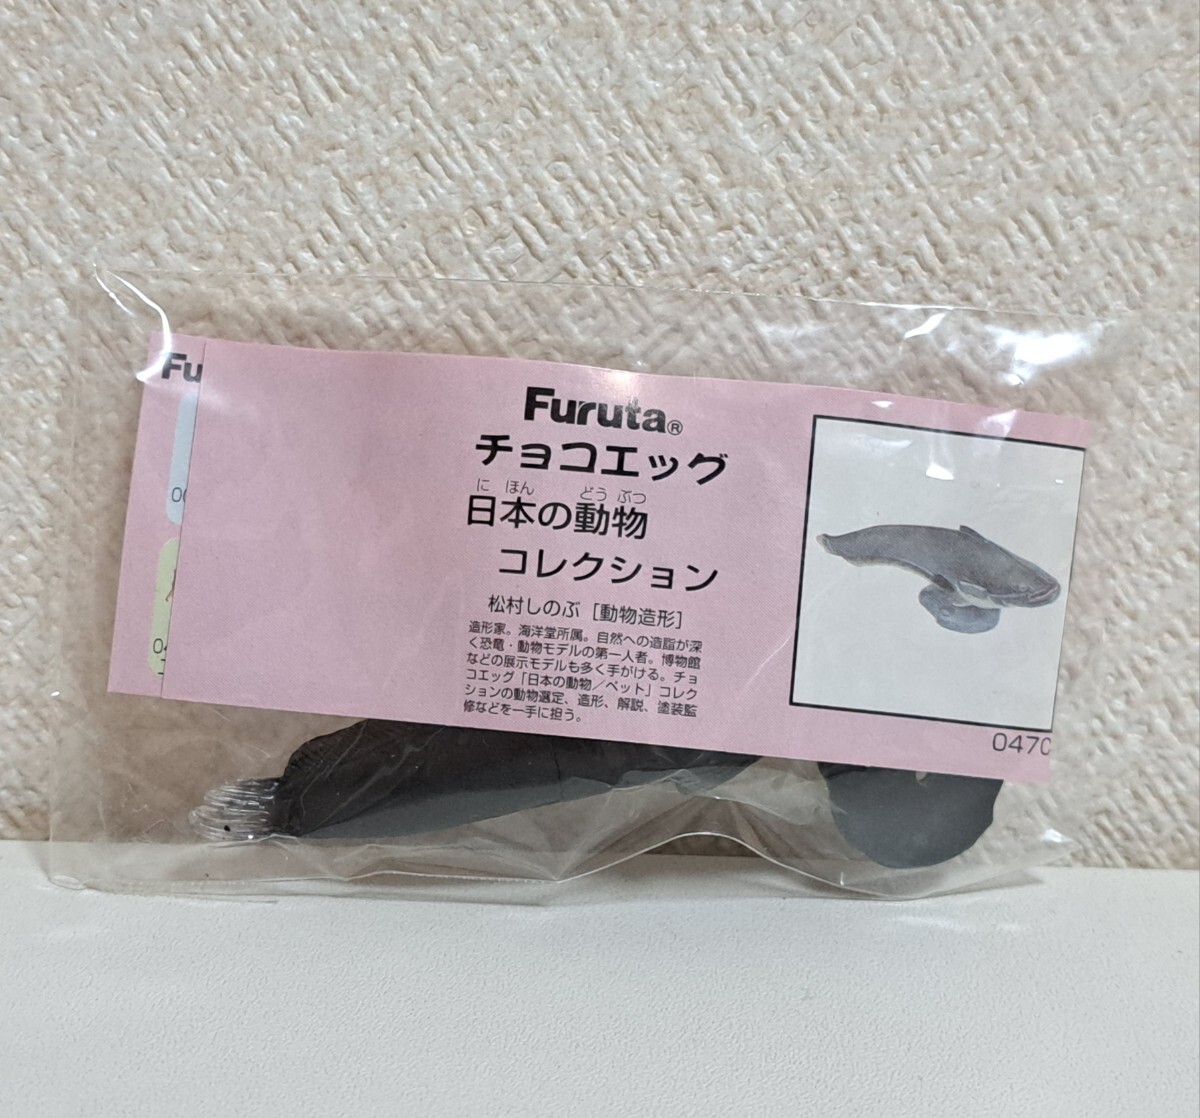 Fu
Furuta®
チョコエッグ
に ほん どう ぶつ
日本の動物
コレクション
松村しのぶ［動物造形］
造形家。海洋堂所属。自然への造脂が深
く恐竜・動物モデルの第一人者。博物館
などの展示モデルも多く手がける。チョ
コエッグ「日本の動物／ペット」コレク
ションの動物選定、造形、解説、塗装監
修などを一手に担う。
047C